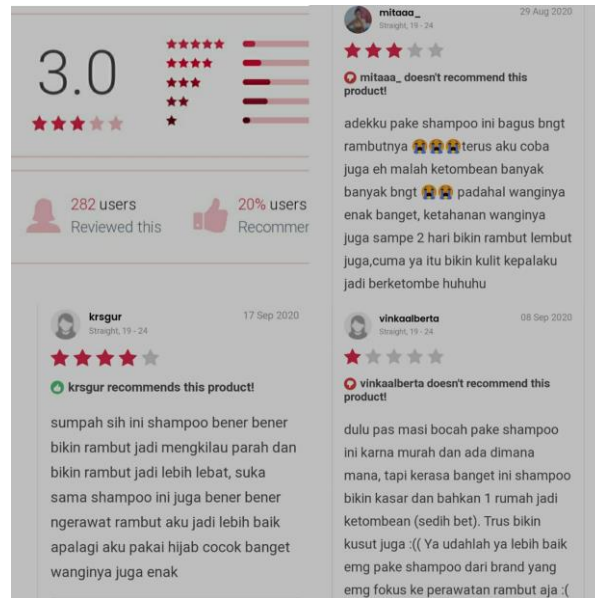 3.0
282 users
Reviewed this
20% users
Recommen
krsgur
17 Sep 2020
Straight, 19 - 24
krsgur recommends this product!
sumpah sih ini shampoo bener bener
bikin rambut jadi mengkilau parah dan
bikin rambut jadi lebih lebat, suka
sama shampoo ini juga bener bener
ngerawat rambut aku jadi lebih baik
apalagi aku pakai hijab cocok banget
wanginya juga enak
mitaaa_
29 Aug 2020
Straight, 19 - 24
mitaaa_ doesn't recommend this
product!
adekku pake shampoo ini bagus bngt
rambutnya 😭😭😭terus aku coba
juga eh malah ketombean banyak
banyak bngt 😭😭 padahal wanginya
enak banget, ketahanan wanginya
juga sampe 2 hari bikin rambut lembut
juga,cuma ya itu bikin kulit kepalaku
jadi berketombe huhuhu
vinkaalberta
08 Sep 2020
Straight, 19 - 24
vinkaalberta doesn't recommend this
product!
dulu pas masi bocah pake shampoo
ini karna murah dan ada dimana
mana, tapi kerasa banget ini shampoo
bikin kasar dan bahkan 1 rumah jadi
ketombean (sedih bet). Trus bikin
kusut juga :(( Ya udahlah ya lebih baik
emg pake shampoo dari brand yang
emg fokus ke perawatan rambut aja :(